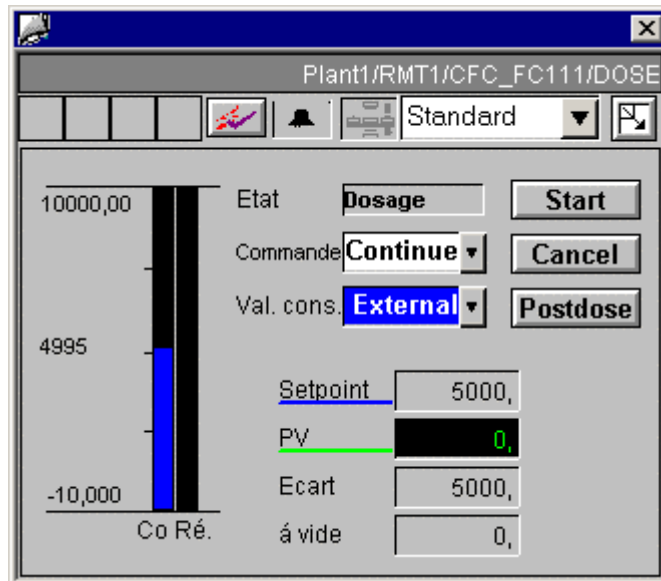 Plant1/RMT1/CFC_FC111/DOSE
Standard
10000,00
4995
-10,000
Co Ré.
Etat Dosage Start
Commande Continue Cancel
Val. cons. External Postdose
Setpoint 5000,
PV 0,
Ecart 5000,
á vide 0,